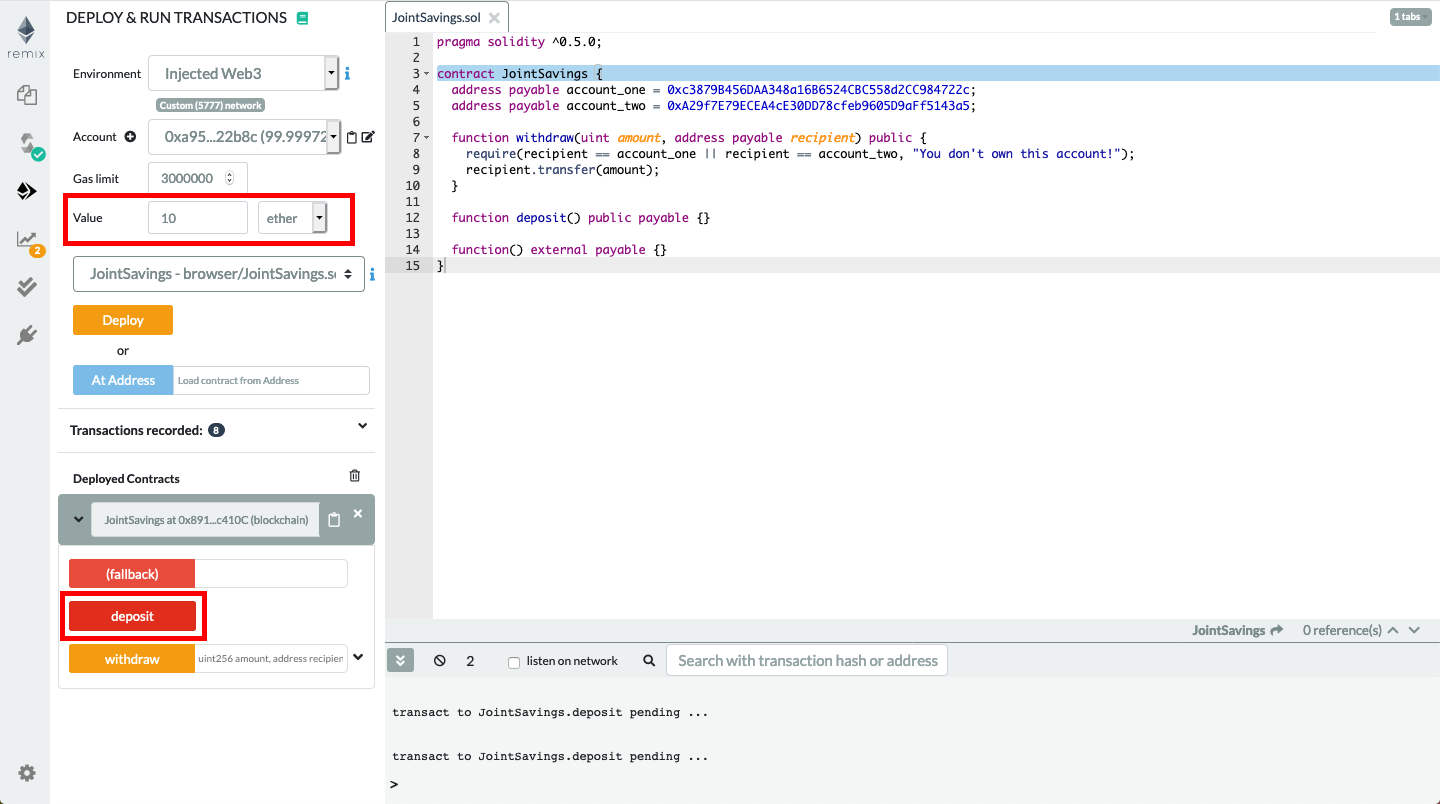 remix
DEPLOY & RUN TRANSACTIONS
Environment
Injected Web3
Custom (5777) network
Account
0xa95...22b8c (99.99972
Gas limit
3000000
Value
10
ether
2
JointSavings - browser/JointSavings.so
Deploy
or
At Address
Load contract from Address
Transactions recorded:
8
Deployed Contracts
JointSavings at 0x891...c410C (blockchain)
(fallback)
deposit
withdraw
uint256 amount, address recipien
JointSavings.sol
1 tabs
1 pragma solidity ^0.5.0;
2
3 contract JointSavings {
4 address payable account_one = 0xc3879B456DAA348a16B6524CBC558d2CC984722c;
5 address payable account_two = 0xA29f7E79ECEA4cE30DD78cfeb9605D9aFf5143a5;
6
7 function withdraw(uint amount, address payable recipient) public {
8 require(recipient == account_one || recipient == account_two, "You don't own this account!");
9 recipient.transfer(amount);
10 }
11
12 function deposit() public payable {}
13
14 function() external payable {}
15 }
JointSavings
0 reference(s)
2
listen on network
Search with transaction hash or address
transact to JointSavings.deposit pending ...
transact to JointSavings.deposit pending ...
>